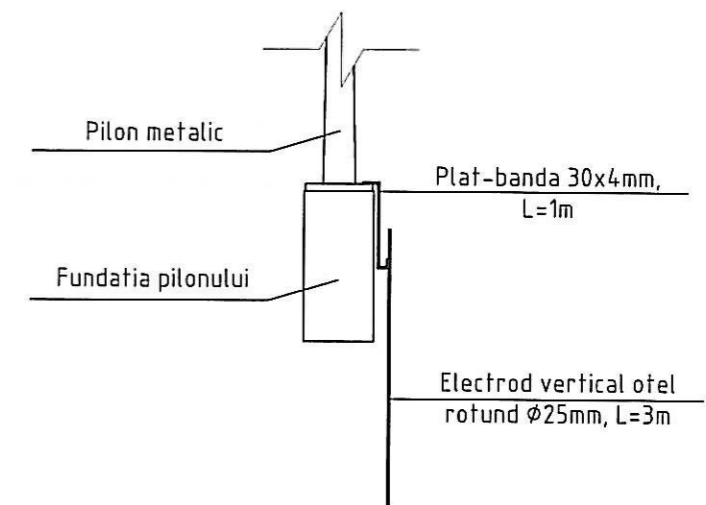 Pilon metalic
Plat-banda 30x4mm,
L=1m
Fundatia pilonului
Electrod vertical otel
rotund Ø25mm, L=3m